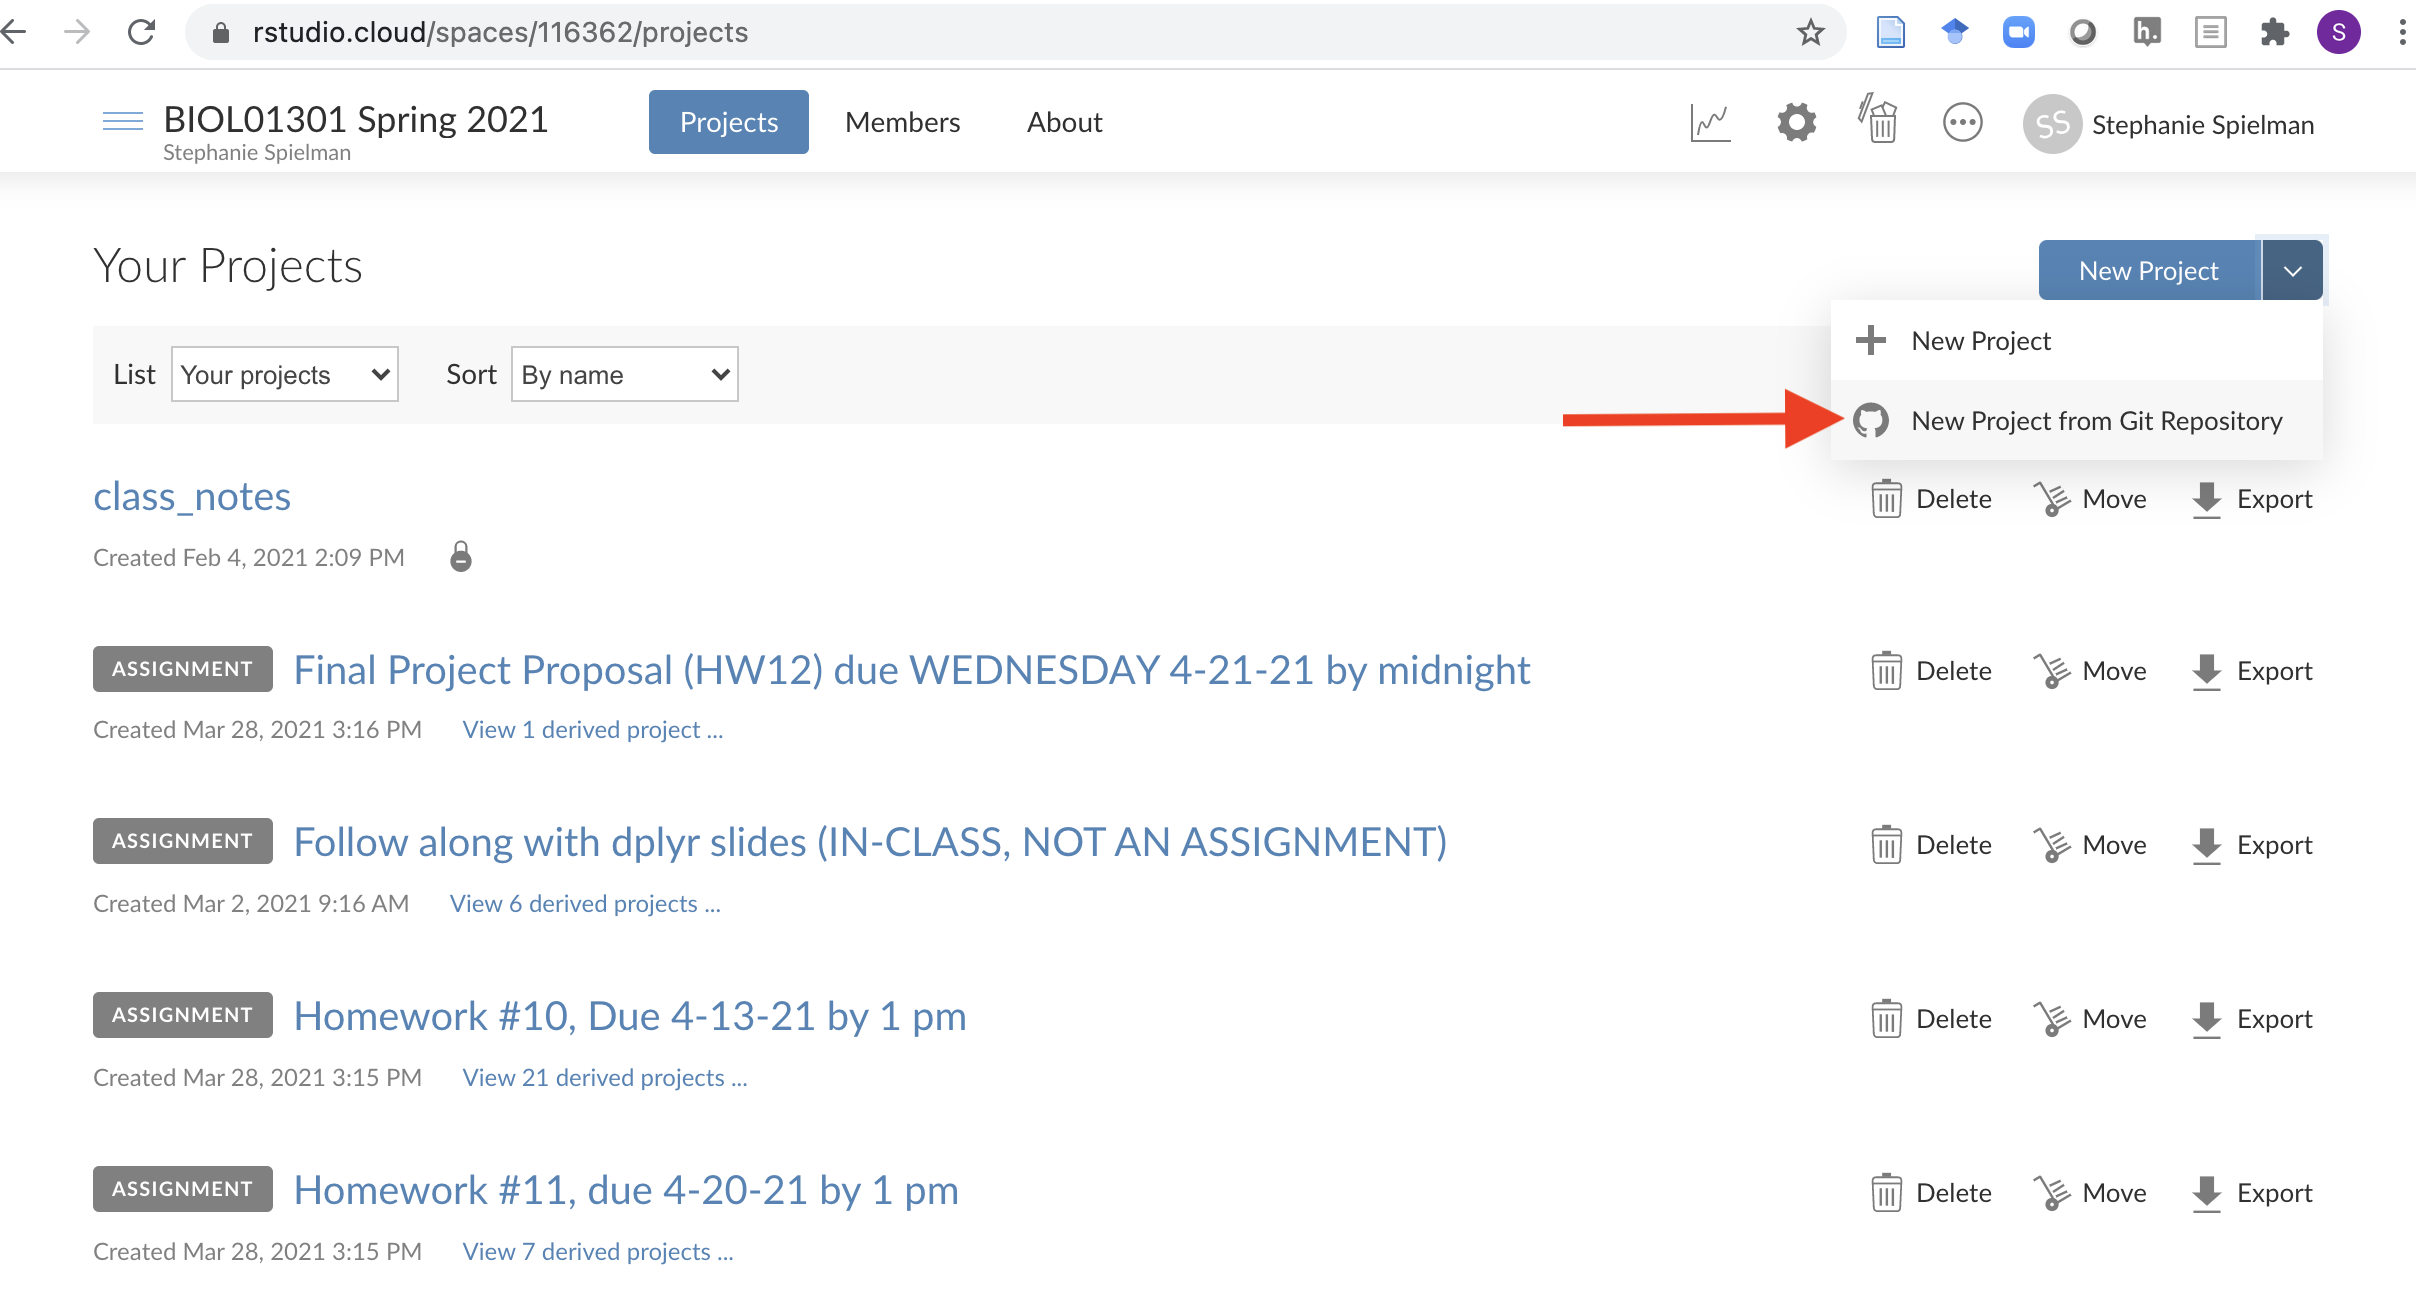 rstudio.cloud/spaces/116362/projects
h.
S
BIOL01301 Spring 2021
Stephanie Spielman
Projects
Members
About
SS
Stephanie Spielman
Your Projects
New Project
List
Your projects
Sort
By name
New Project
New Project from Git Repository
class_notes
Delete
Move
Export
Created Feb 4, 2021 2:09 PM
ASSIGNMENT
Final Project Proposal (HW12) due WEDNESDAY 4-21-21 by midnight
Delete
Move
Export
Created Mar 28, 2021 3:16 PM
View 1 derived project ...
ASSIGNMENT
Follow along with dplyr slides (IN-CLASS, NOT AN ASSIGNMENT)
Delete
Move
Export
Created Mar 2, 2021 9:16 AM
View 6 derived projects ...
ASSIGNMENT
Homework #10, Due 4-13-21 by 1 pm
Delete
Move
Export
Created Mar 28, 2021 3:15 PM
View 21 derived projects ...
ASSIGNMENT
Homework #11, due 4-20-21 by 1 pm
Delete
Move
Export
Created Mar 28, 2021 3:15 PM
View 7 derived projects ...